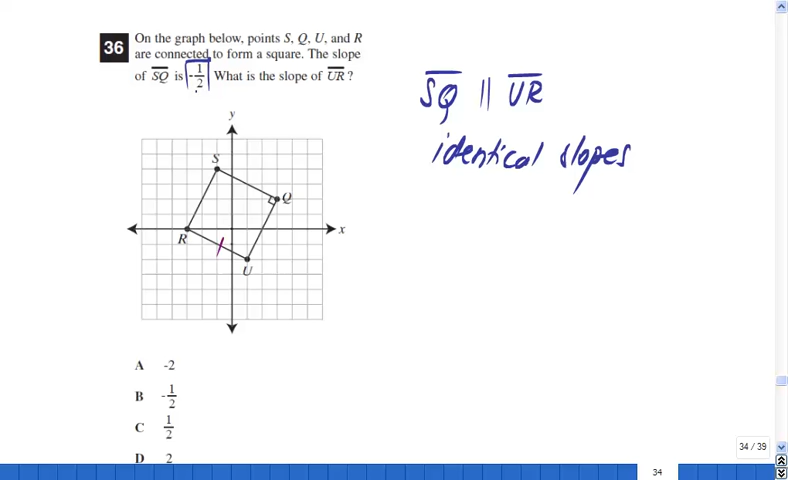 36
On the graph below, points S, Q, U, and R
are connected to form a square. The slope
of SQ is -1/2. What is the slope of UR?
SQ || UR
identical slopes
y
S
Q
x
R
U
A -2
B -1/2
C 1/2
D 2
34 / 39
34